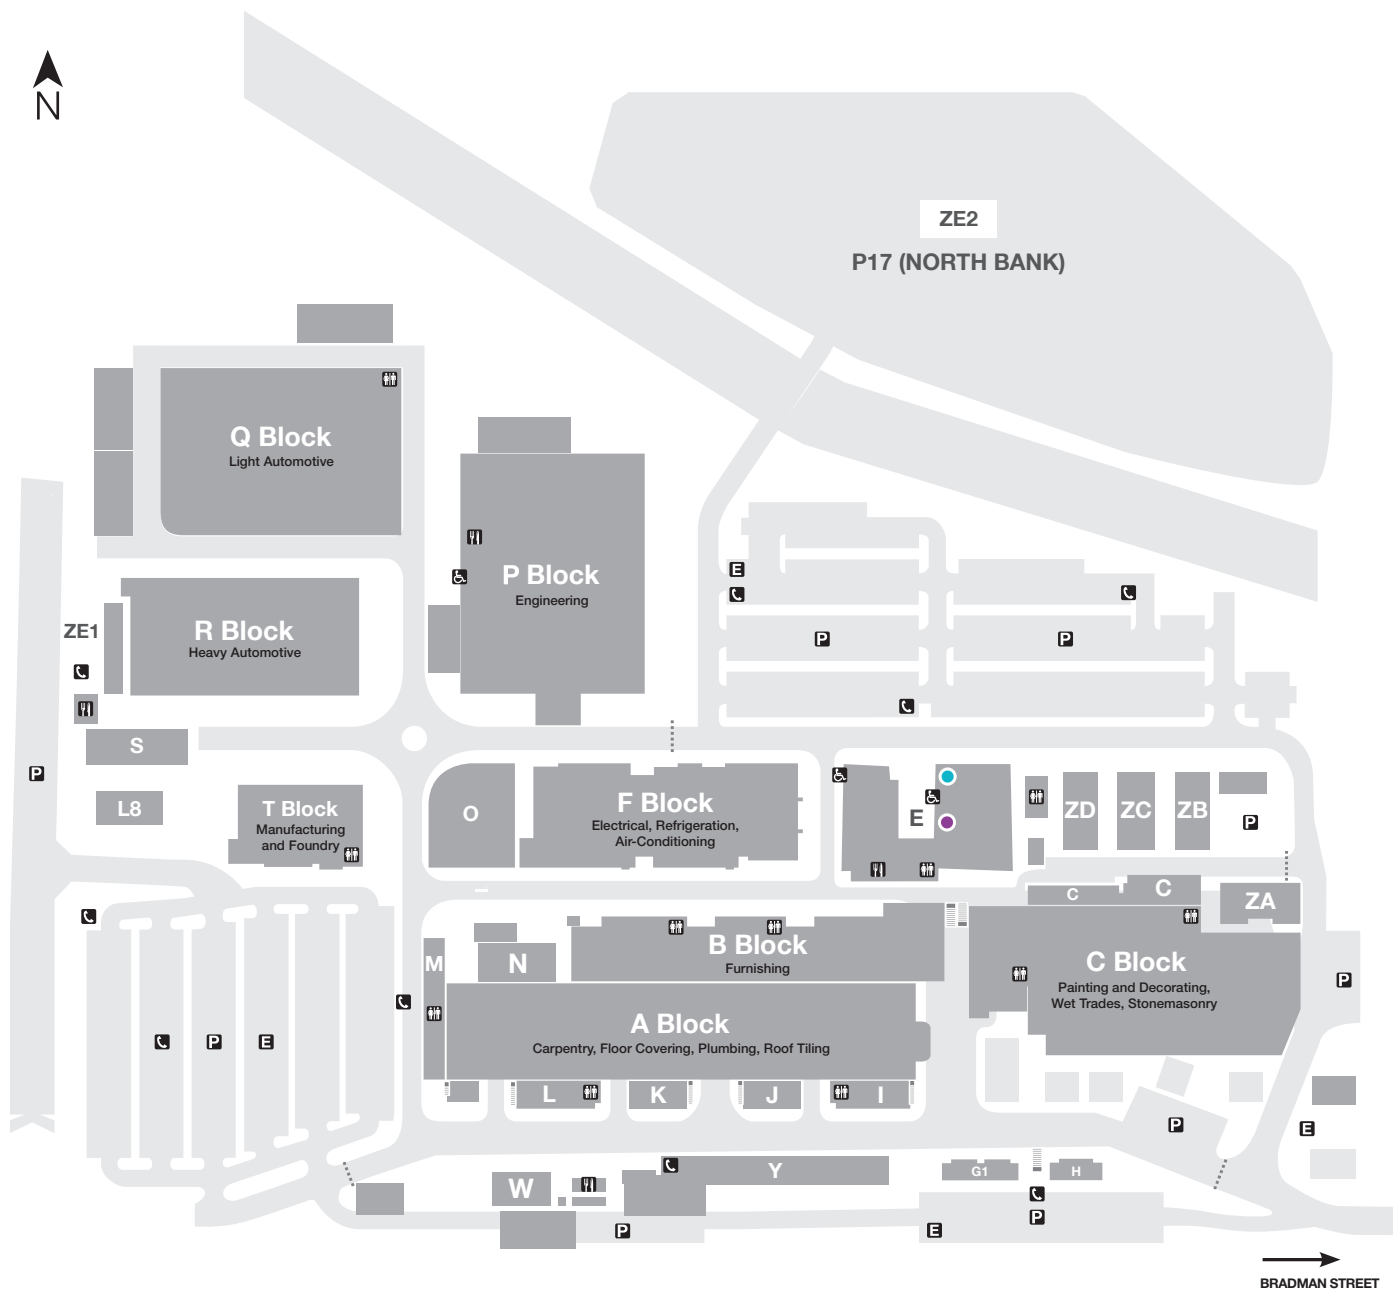 N
ZE2
P17 (NORTH BANK)
Q Block
Light Automotive
P Block
Engineering
E
ZE1
R Block
Heavy Automotive
P
P
S
P
L8
T Block
Manufacturing
and Foundry
O
F Block
Electrical, Refrigeration,
Air-Conditioning
E
ZD
ZC
ZB
P
C
C
ZA
M
N
B Block
Furnishing
C Block
Painting and Decorating,
Wet Trades, Stonemasonry
P
A Block
Carpentry, Floor Covering, Plumbing, Roof Tiling
P
E
L
K
J
I
P
E
W
Y
G1
H
P
E
P
BRADMAN STREET